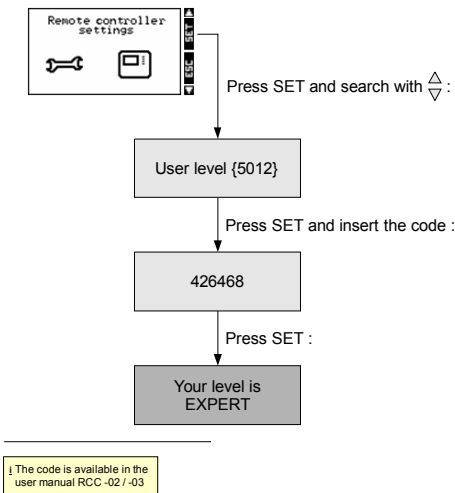 Remote controller
settings
SET
ESC
Press SET and search with △▽ :
User level {5012}
Press SET and insert the code :
426468
Press SET :
Your level is
EXPERT
i The code is available in the
user manual RCC -02 / -03